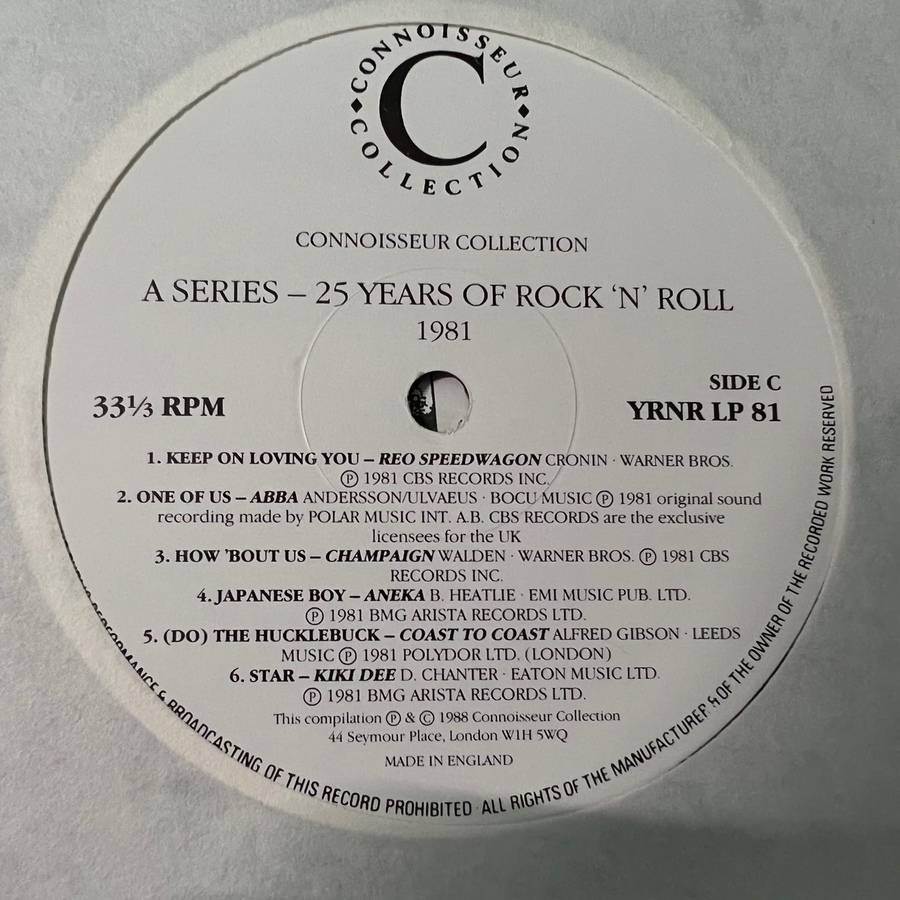 CONNOISSEUR COLLECTION
C
CONNOISSEUR COLLECTION
A SERIES – 25 YEARS OF ROCK 'N' ROLL
1981
33⅓ RPM
SIDE C
YRNR LP 81
1. KEEP ON LOVING YOU – REO SPEEDWAGON CRONIN · WARNER BROS.
Ⓟ 1981 CBS RECORDS INC.
2. ONE OF US – ABBA ANDERSSON/ULVAEUS · BOCU MUSIC Ⓟ 1981 original sound
recording made by POLAR MUSIC INT. A.B. CBS RECORDS are the exclusive
licensees for the UK
3. HOW 'BOUT US – CHAMPAIGN WALDEN · WARNER BROS. Ⓟ 1981 CBS
RECORDS INC.
4. JAPANESE BOY – ANEKA B. HEATLIE · EMI MUSIC PUB. LTD.
Ⓟ 1981 BMG ARISTA RECORDS LTD.
5. (DO) THE HUCKLEBUCK – COAST TO COAST ALFRED GIBSON · LEEDS
MUSIC Ⓟ 1981 POLYDOR LTD. (LONDON)
6. STAR – KIKI DEE D. CHANTER · EATON MUSIC LTD.
Ⓟ 1981 BMG ARISTA RECORDS LTD.
This compilation Ⓟ & © 1988 Connoisseur Collection
44 Seymour Place, London W1H 5WQ
MADE IN ENGLAND
PERFORMANCE & BROADCASTING OF THIS RECORD PROHIBITED · ALL RIGHTS OF THE MANUFACTURER & OF THE OWNER OF THE RECORDED WORK RESERVED